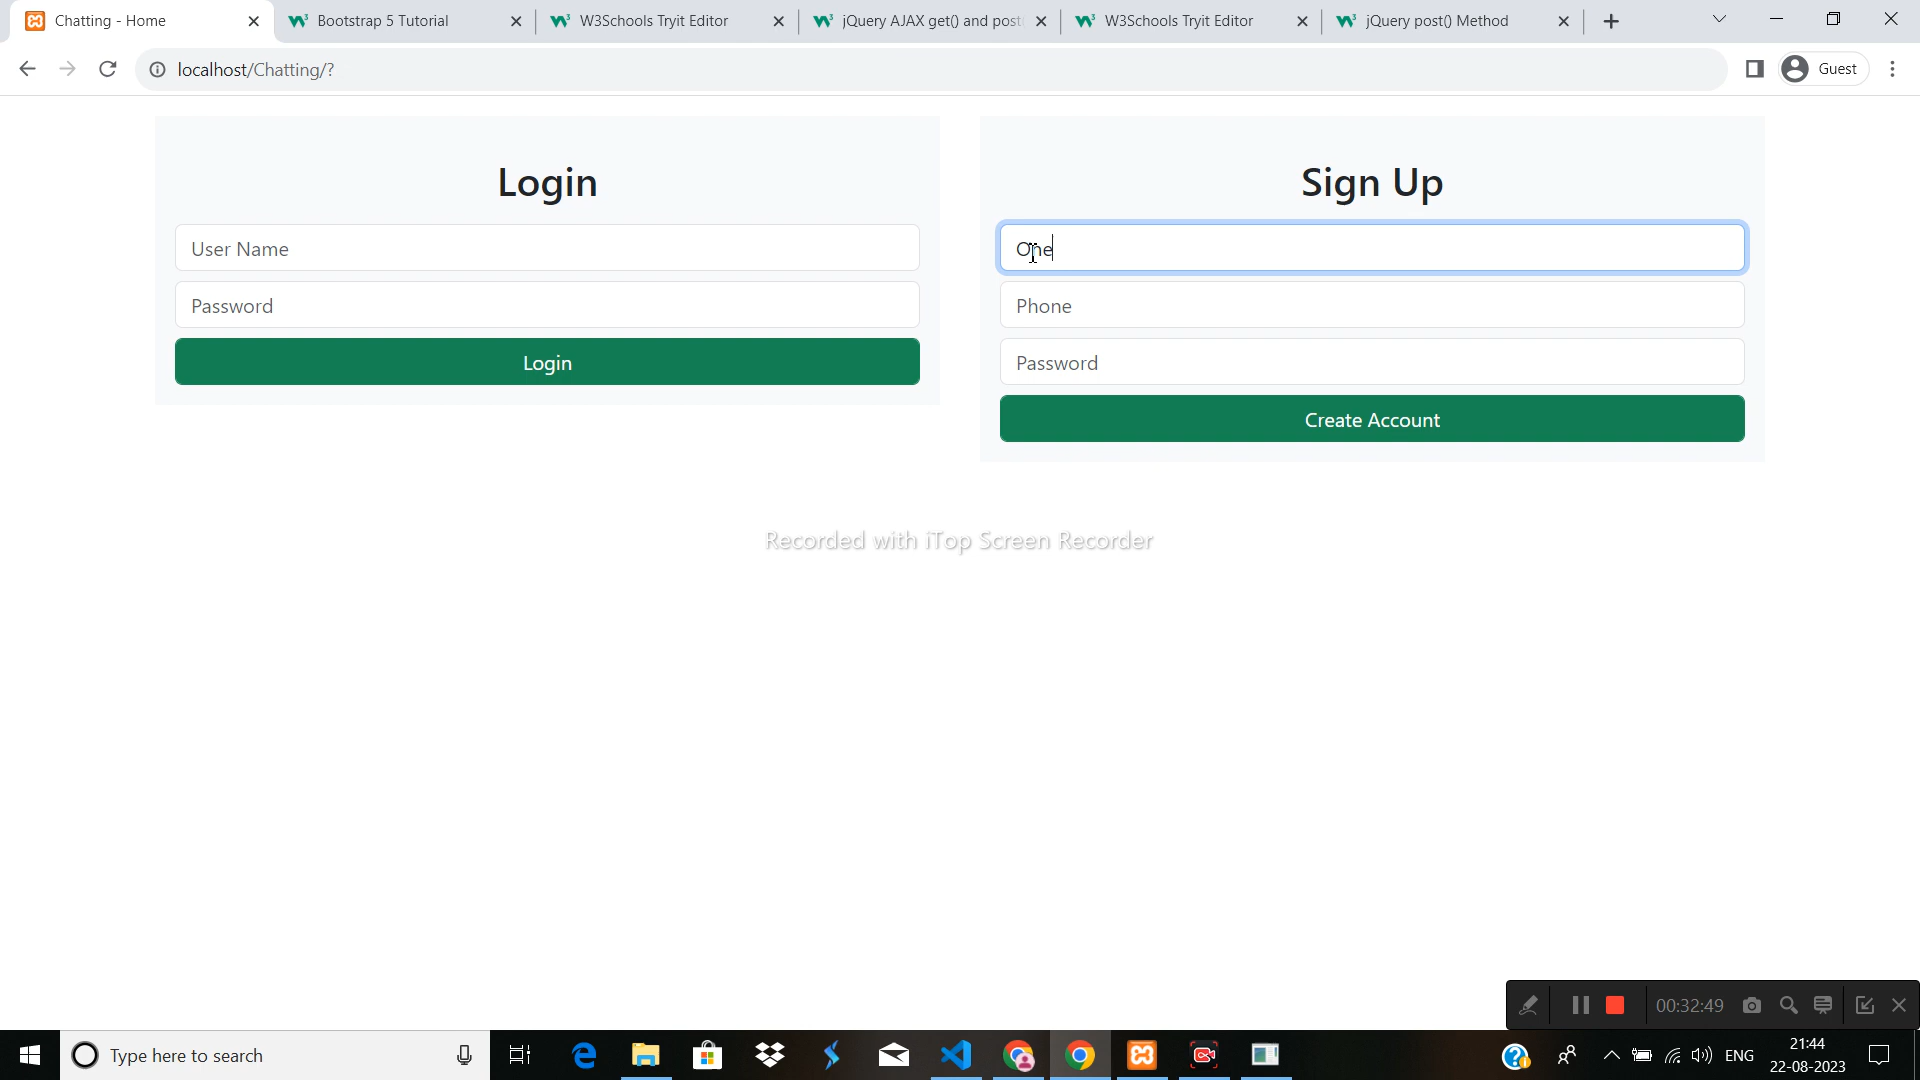 Chatting - Home
Bootstrap 5 Tutorial
W3Schools Tryit Editor
jQuery AJAX get() and post(
W3Schools Tryit Editor
jQuery post() Method
localhost/Chatting/?
Guest
Login
User Name
Password
Login
Sign Up
One
Phone
Password
Create Account
Recorded with iTop Screen Recorder
00:32:49
Type here to search
ENG
21:44
22-08-2023